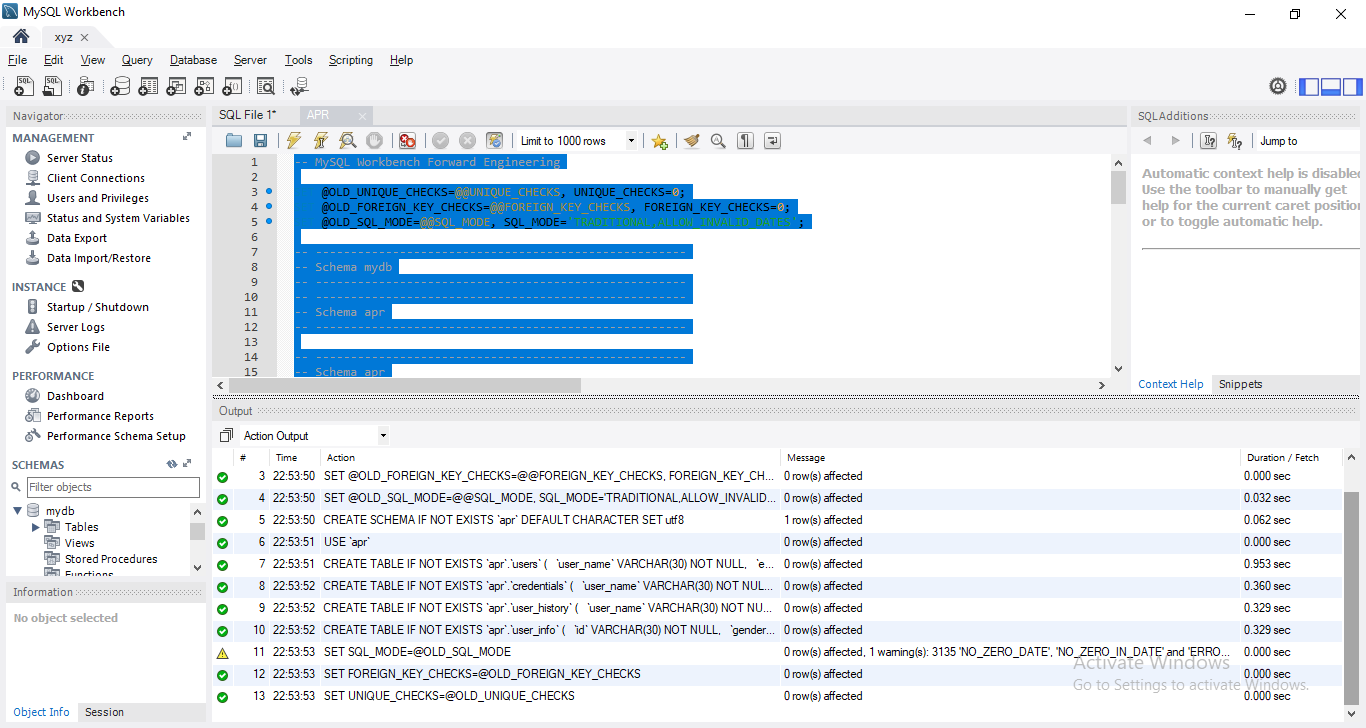 MySQL Workbench
xyz
File Edit View Query Database Server Tools Scripting Help
Navigator
MANAGEMENT
Server Status
Client Connections
Users and Privileges
Status and System Variables
Data Export
Data Import/Restore
INSTANCE
Startup / Shutdown
Server Logs
Options File
PERFORMANCE
Dashboard
Performance Reports
Performance Schema Setup
SCHEMAS
Filter objects
mydb
Tables
Views
Stored Procedures
Functions
Information
No object selected
Object Info Session
SQL File 1* APR
Limit to 1000 rows
1 -- MySQL Workbench Forward Engineering
2
3 @OLD_UNIQUE_CHECKS=@@UNIQUE_CHECKS, UNIQUE_CHECKS=0;
4 @OLD_FOREIGN_KEY_CHECKS=@@FOREIGN_KEY_CHECKS, FOREIGN_KEY_CHECKS=0;
5 @OLD_SQL_MODE=@@SQL_MODE, SQL_MODE='TRADITIONAL,ALLOW_INVALID_DATES';
6
7 -- -----------------------------------------------------
8 -- Schema mydb
9 -- -----------------------------------------------------
10 -- -----------------------------------------------------
11 -- Schema apr
12 -- -----------------------------------------------------
13
14 -- -----------------------------------------------------
15 -- Schema apr
SQLAdditions
Jump to
Automatic context help is disable
Use the toolbar to manually get
help for the current caret position
or to toggle automatic help.
Context Help Snippets
Output
Action Output
# Time Action Message Duration / Fetch
3 22:53:50 SET @OLD_FOREIGN_KEY_CHECKS=@@FOREIGN_KEY_CHECKS, FOREIGN_KEY_CH... 0 row(s) affected 0.000 sec
4 22:53:50 SET @OLD_SQL_MODE=@@SQL_MODE, SQL_MODE='TRADITIONAL,ALLOW_INVALID... 0 row(s) affected 0.032 sec
5 22:53:50 CREATE SCHEMA IF NOT EXISTS `apr` DEFAULT CHARACTER SET utf8 1 row(s) affected 0.062 sec
6 22:53:51 USE `apr` 0 row(s) affected 0.000 sec
7 22:53:51 CREATE TABLE IF NOT EXISTS `apr`.`users` ( `user_name` VARCHAR(30) NOT NULL, `e... 0 row(s) affected 0.953 sec
8 22:53:52 CREATE TABLE IF NOT EXISTS `apr`.`credentials` ( `user_name` VARCHAR(30) NOT NUL... 0 row(s) affected 0.360 sec
9 22:53:52 CREATE TABLE IF NOT EXISTS `apr`.`user_history` ( `user_name` VARCHAR(30) NOT NU... 0 row(s) affected 0.329 sec
10 22:53:52 CREATE TABLE IF NOT EXISTS `apr`.`user_info` ( `id` VARCHAR(30) NOT NULL, `gender... 0 row(s) affected 0.329 sec
11 22:53:53 SET SQL_MODE=@OLD_SQL_MODE 0 row(s) affected, 1 warning(s): 3135 'NO_ZERO_DATE', 'NO_ZERO_IN_DATE' and 'ERRO... 0.000 sec
12 22:53:53 SET FOREIGN_KEY_CHECKS=@OLD_FOREIGN_KEY_CHECKS 0 row(s) affected 0.000 sec
13 22:53:53 SET UNIQUE_CHECKS=@OLD_UNIQUE_CHECKS 0 row(s) affected 0.000 sec
Activate Windows
Go to Settings to activate Windows.